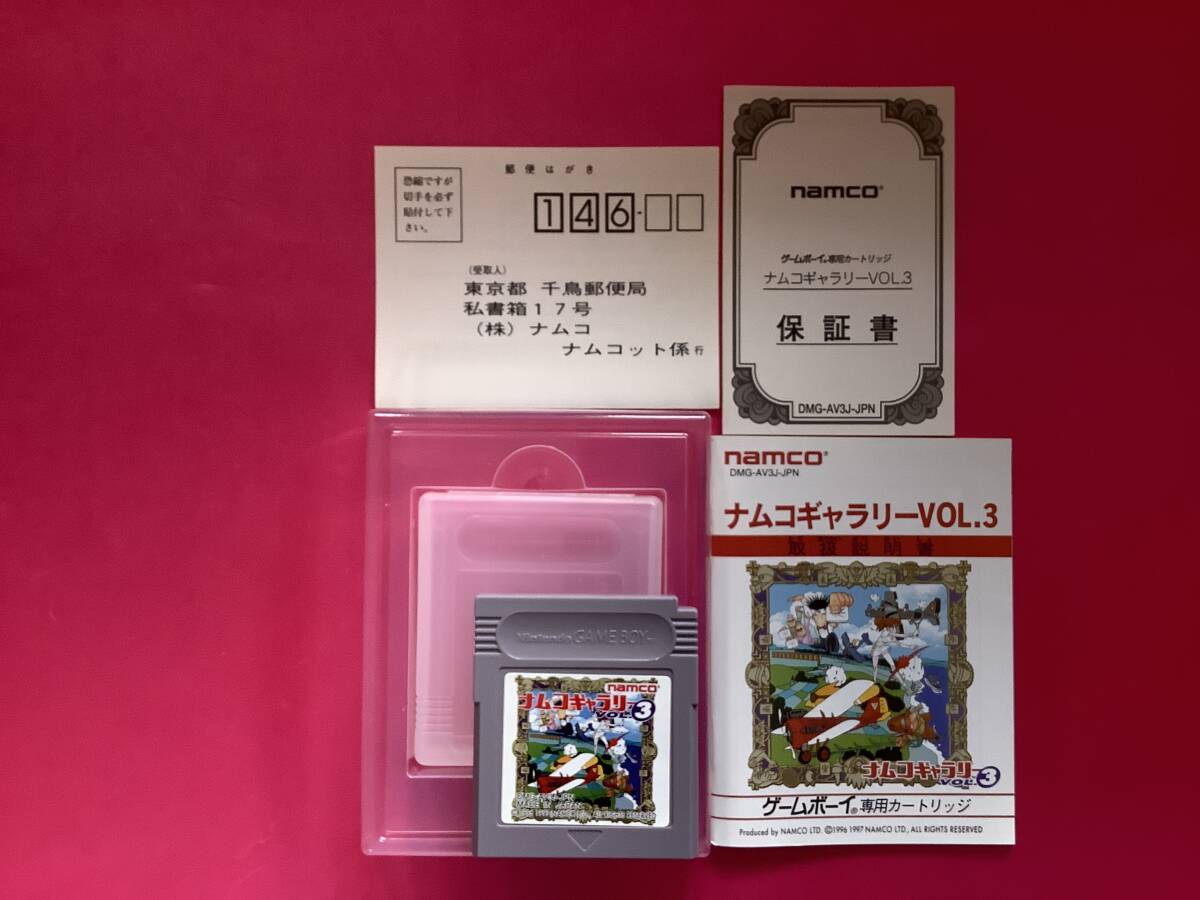 郵便はがき
恐縮ですが
切手を必ず
貼付して下
さい。
146-
(受取人)
東京都 千鳥郵便局
私書箱17号
(株)ナムコ
ナムコット係行
namco®
ゲームボーイ®専用カートリッジ
ナムコギャラリーVOL.3
保証書
DMG-AV3J-JPN
namco®
DMG-AV3J-JPN
ナムコギャラリーVOL.3
取扱説明書
ナムコギャラリー
VOL.3
ゲームボーイ®専用カートリッジ
Produced by NAMCO LTD. ©1996 1997 NAMCO LTD., ALL RIGHTS RESERVED
Nintendo GAME BOY
namco
ナムコギャラリー
VOL.3
MADE IN JAPAN